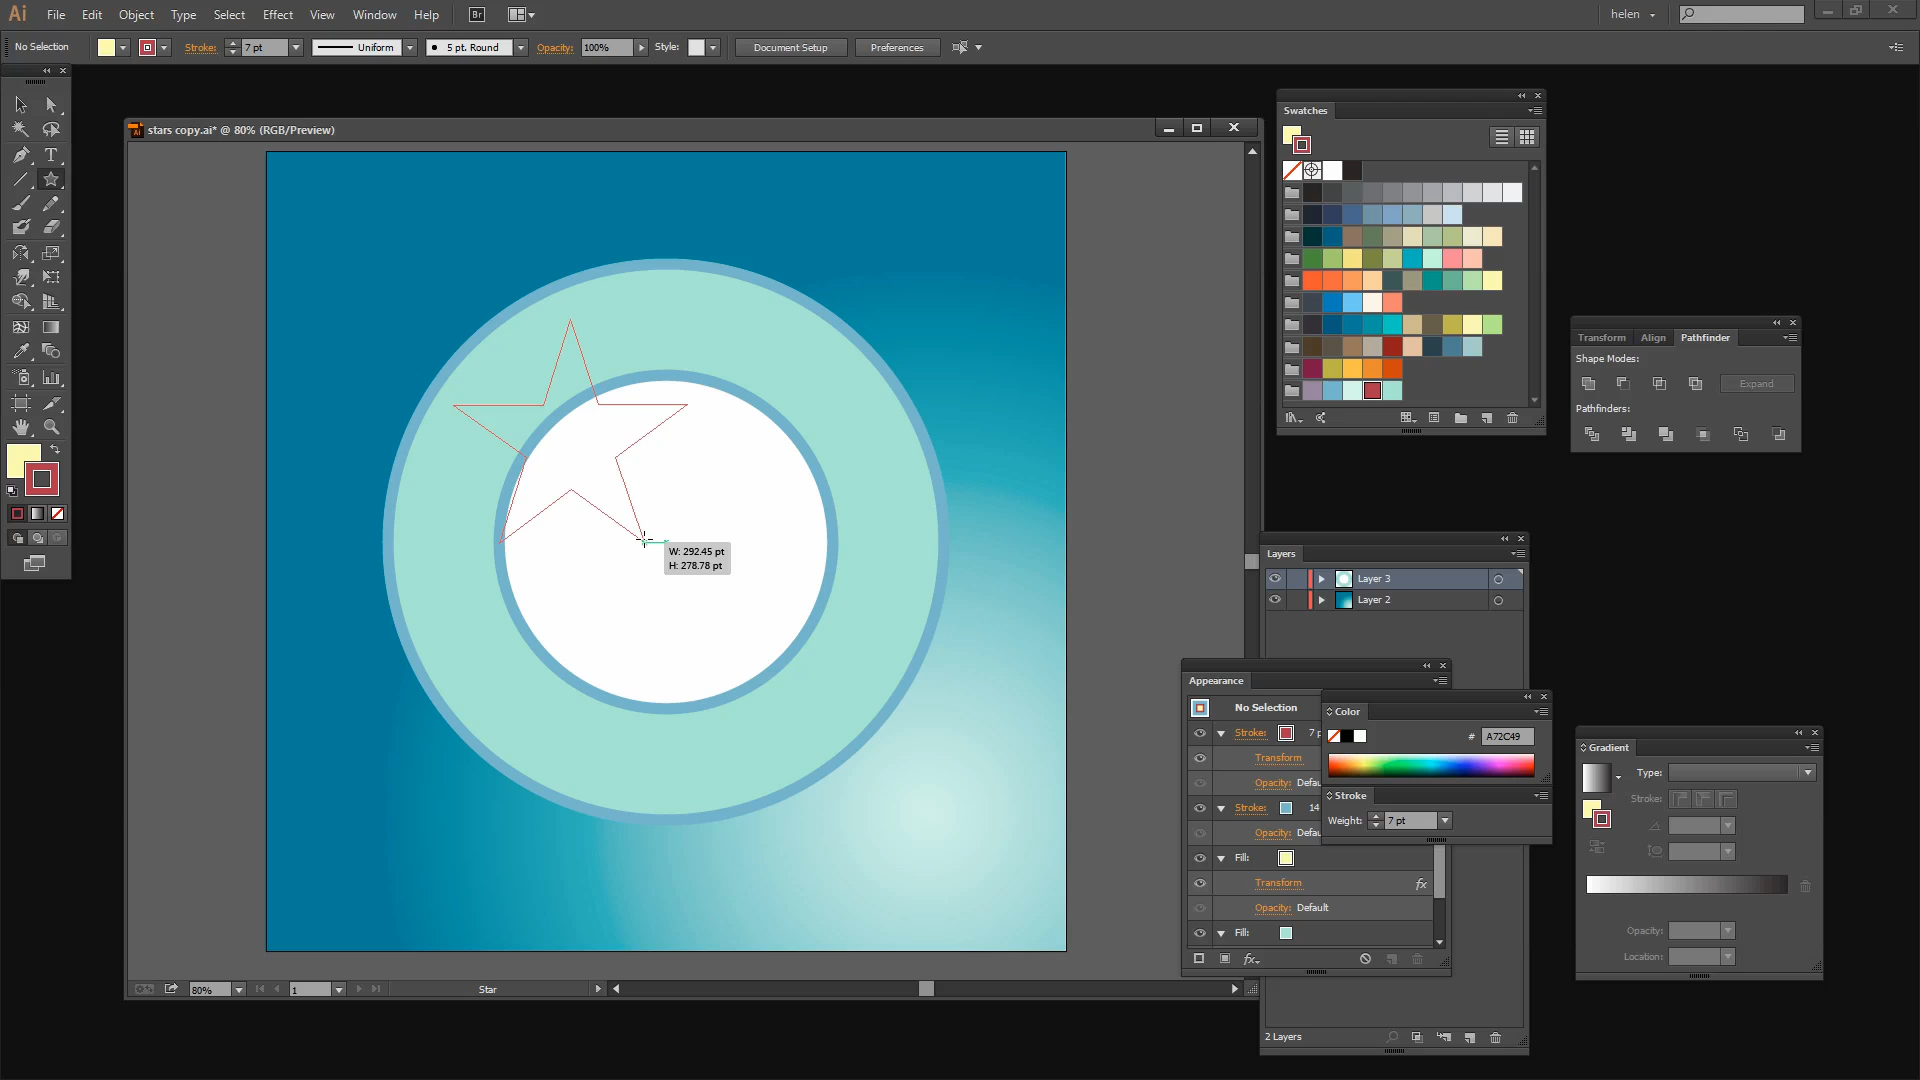 Ai File Edit Object Type Select Effect View Window Help Br helen
No Selection Stroke: 7 pt Uniform 5 pt. Round Opacity: 100% Style: Document Setup Preferences
stars copy.ai* @ 80% (RGB/Preview)
W: 292.45 pt
H: 278.78 pt
80% 1 Star
Swatches
Transform Align Pathfinder
Shape Modes:
Expand
Pathfinders:
Layers
Layer 3
Layer 2
2 Layers
Appearance
No Selection
Stroke: 7 p
Transform
Opacity: Defau
Stroke: 14
Opacity: Defau
Fill:
Transform fx
Opacity: Default
Fill:
fx
Color
# A72C49
Stroke
Weight: 7 pt
Gradient
Type:
Stroke:
Opacity:
Location: